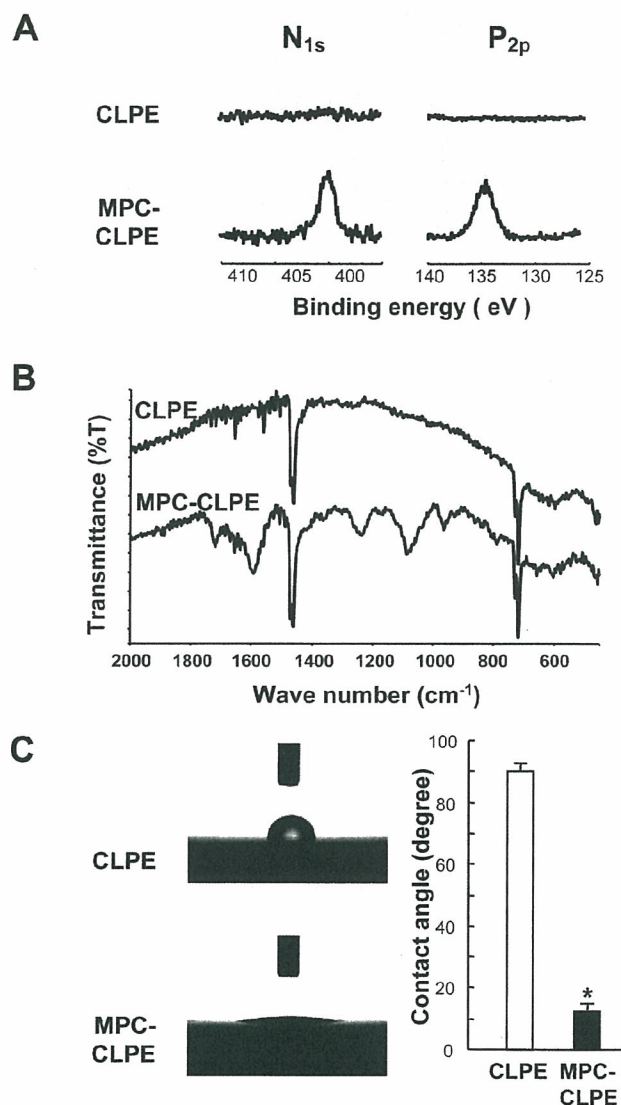 A
N1s P2p
CLPE
MPC-
CLPE
410 405 400 140 135 130 125
Binding energy ( eV )
B
Transmittance (%T)
CLPE
MPC-CLPE
2000 1800 1600 1400 1200 1000 800 600
Wave number (cm-1)
C
CLPE
MPC-
CLPE
Contact angle (degree)
100
80
60
40
20
0
*
CLPE MPC-
CLPE